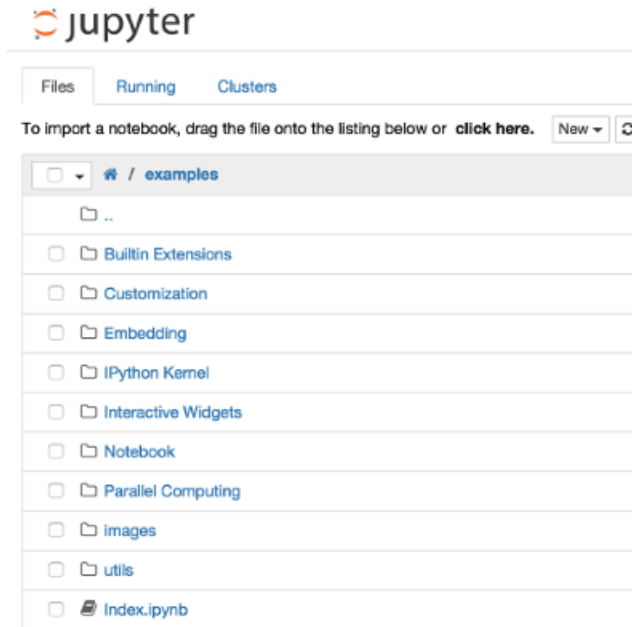 jupyter
Files Running Clusters
To import a notebook, drag the file onto the listing below or click here. New
/ examples
..
Builtin Extensions
Customization
Embedding
IPython Kernel
Interactive Widgets
Notebook
Parallel Computing
images
utils
Index.ipynb